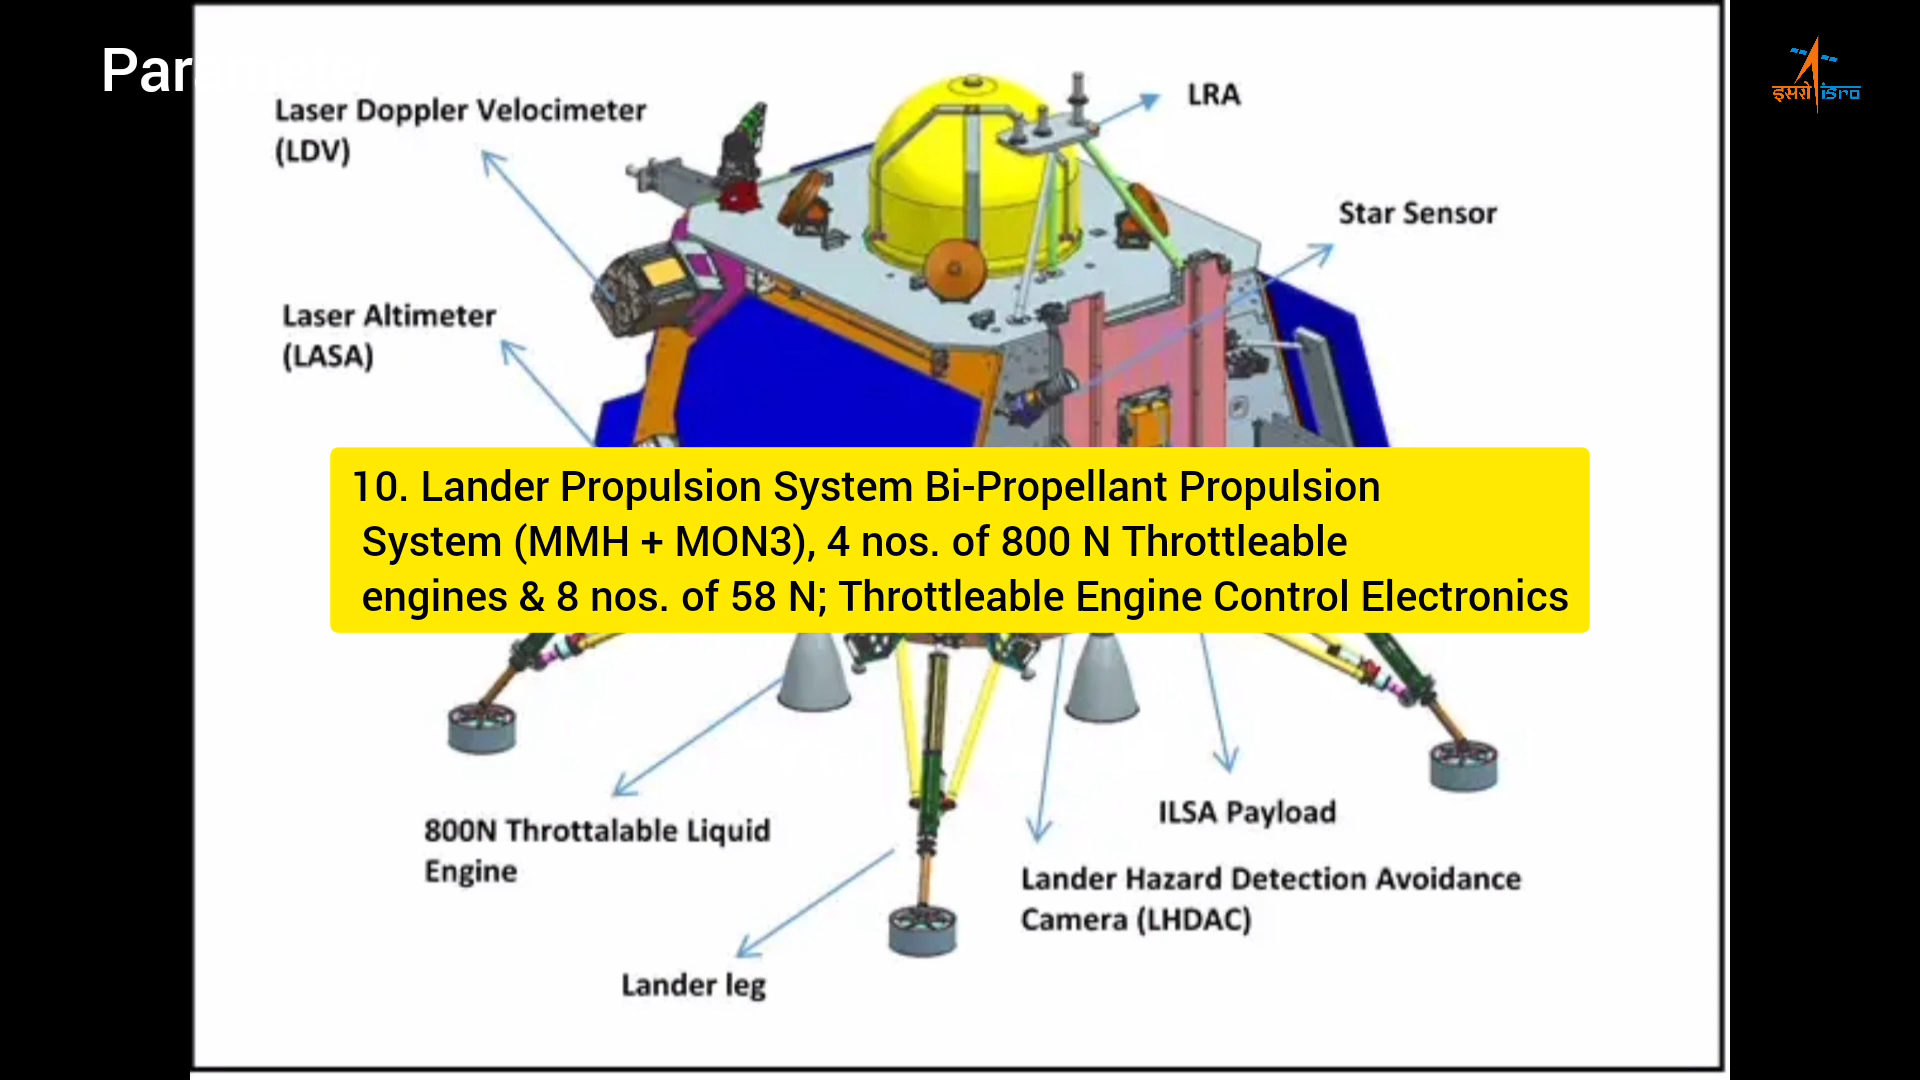 Par
इसरो isro
LRA
Laser Doppler Velocimeter
(LDV)
Star Sensor
Laser Altimeter
(LASA)
10. Lander Propulsion System Bi-Propellant Propulsion
System (MMH + MON3), 4 nos. of 800 N Throttleable
engines & 8 nos. of 58 N; Throttleable Engine Control Electronics
800N Throttalable Liquid
Engine
ILSA Payload
Lander Hazard Detection Avoidance
Camera (LHDAC)
Lander leg